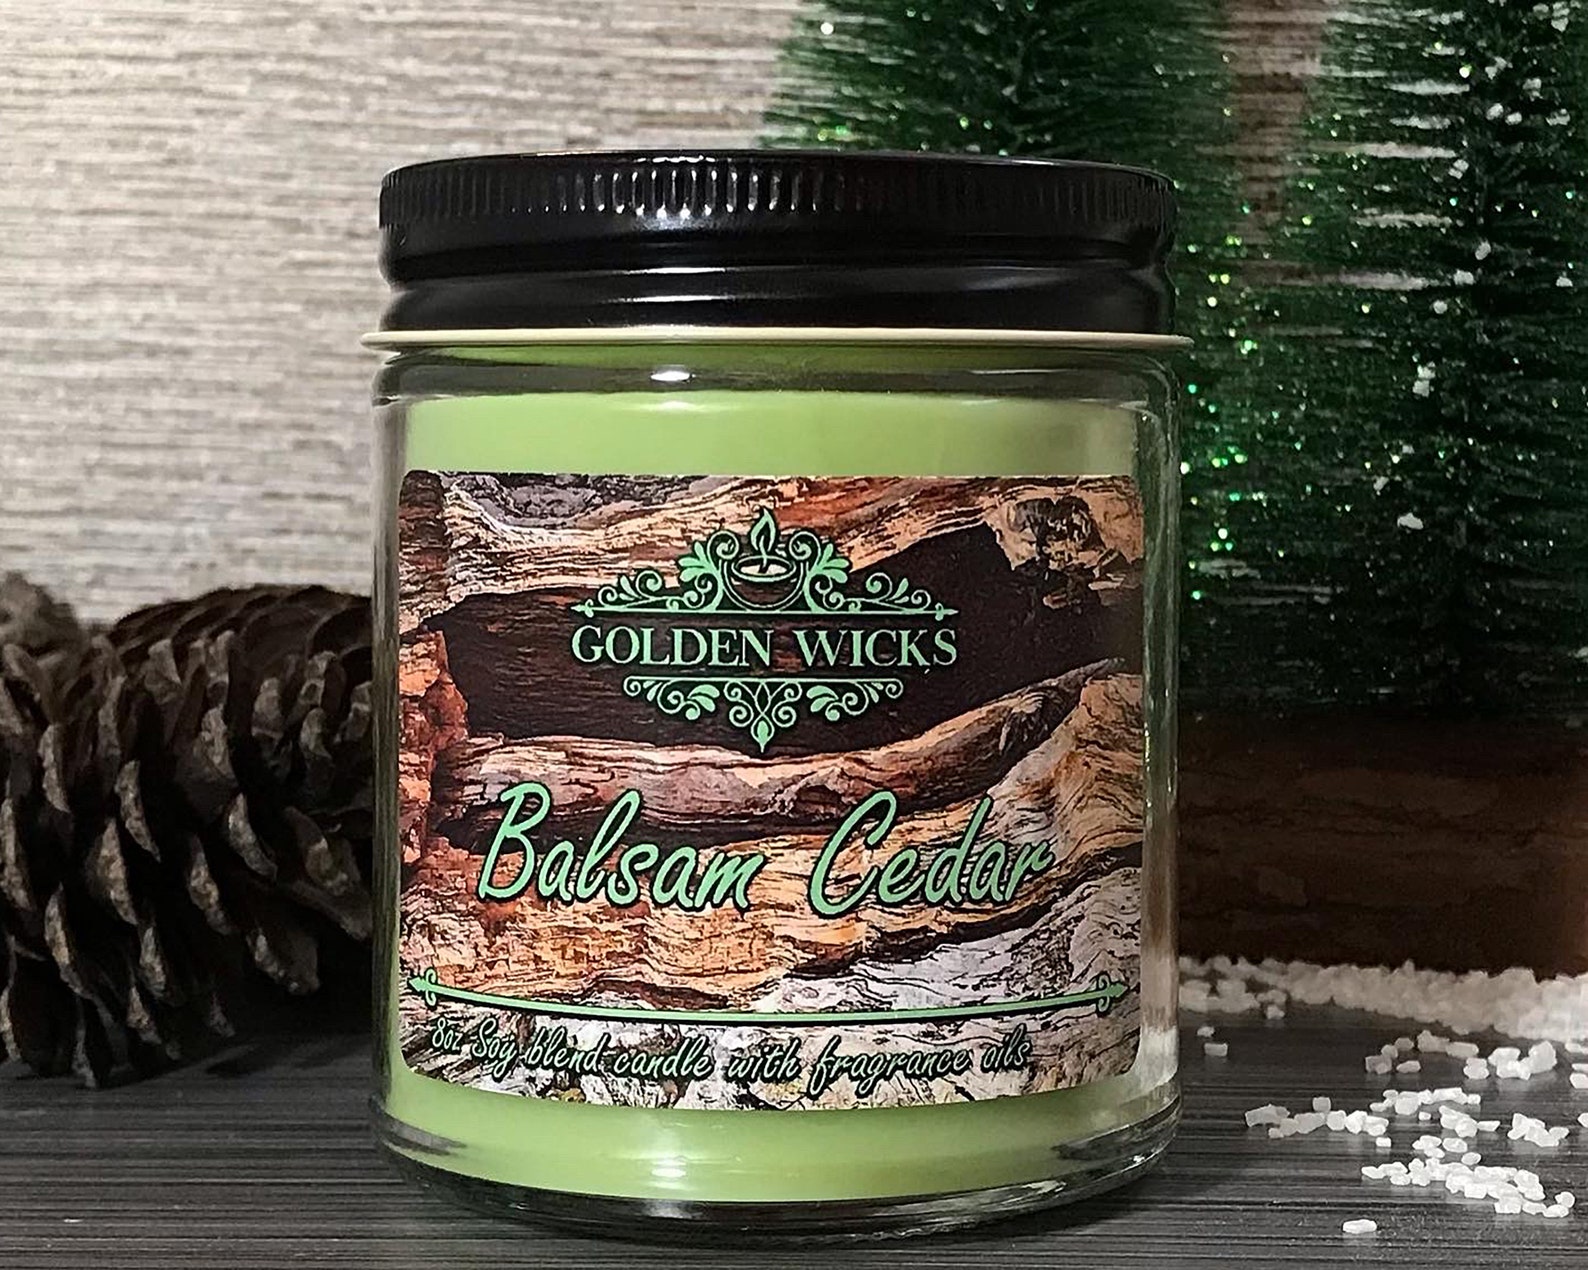 GOLDEN WICKS
Balsam Cedar
8oz Soy blend candle with fragrance oils